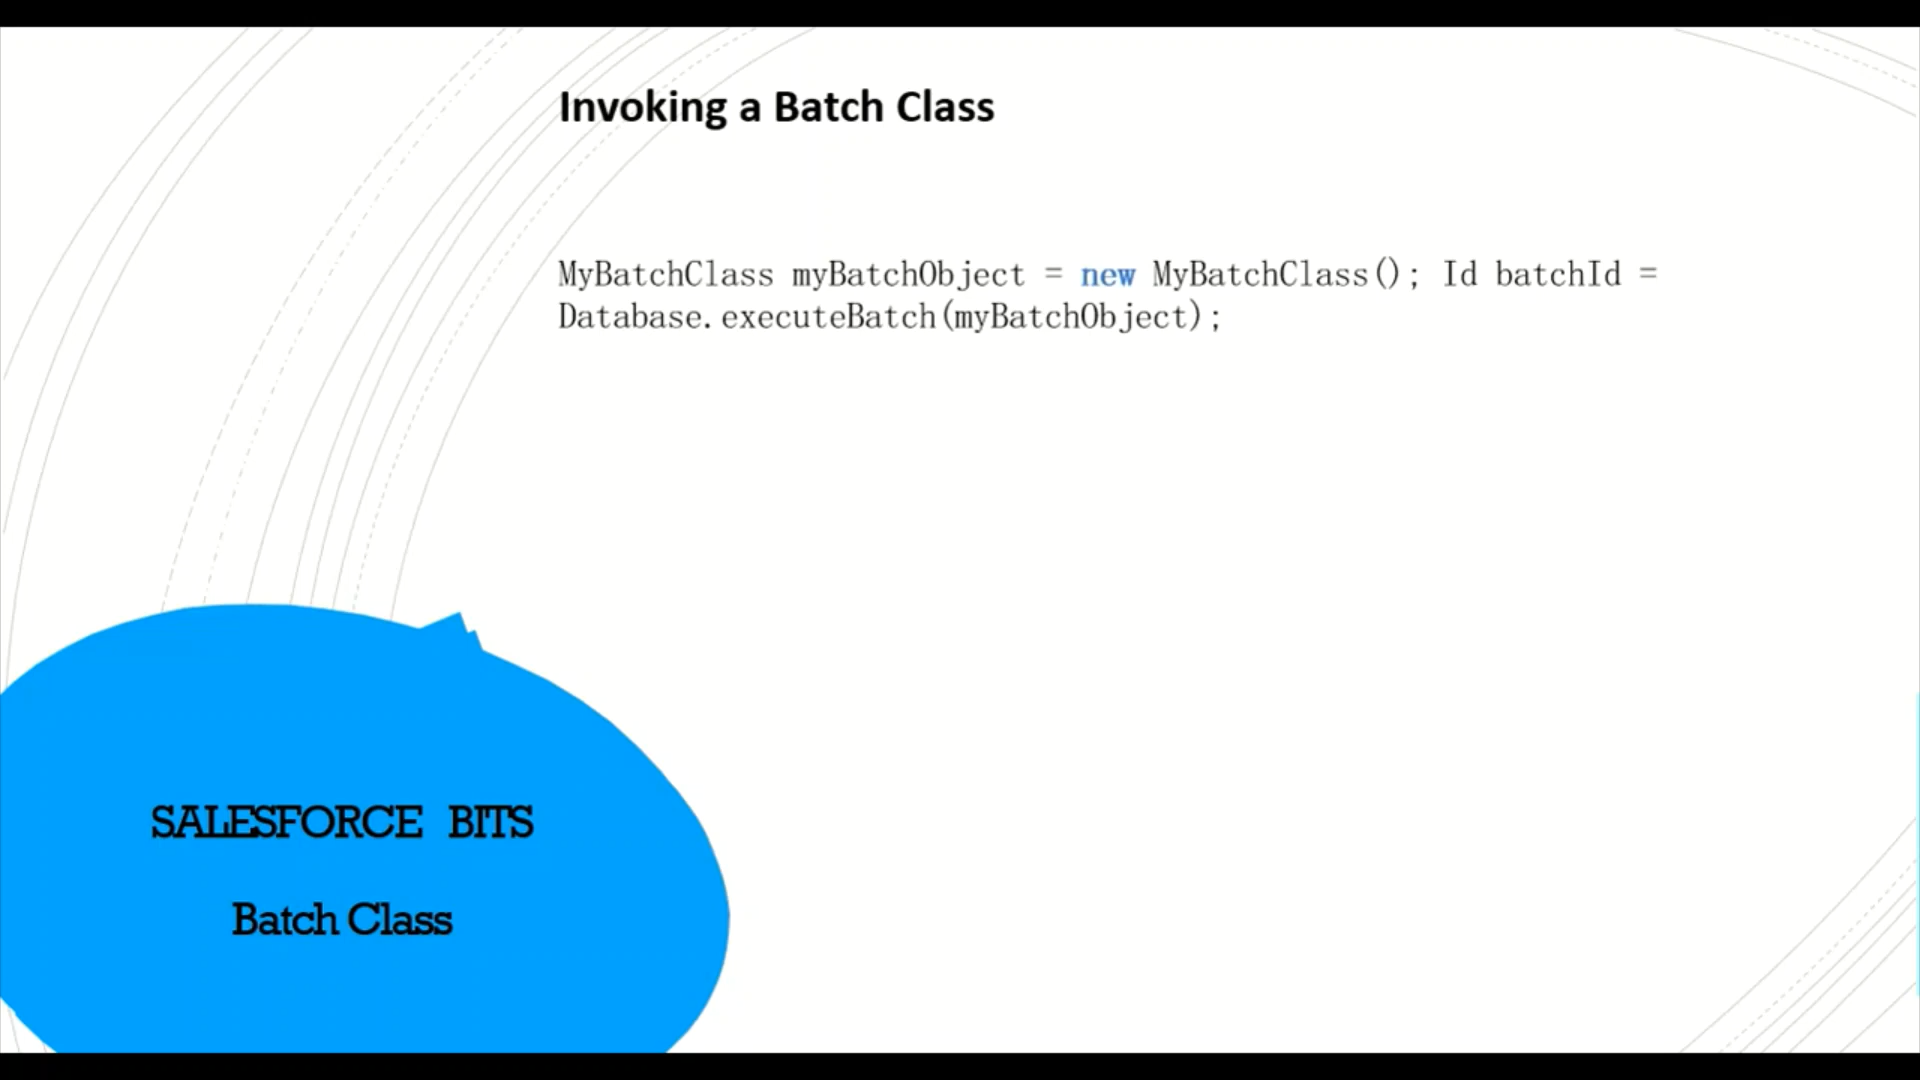 Invoking a Batch Class
MyBatchClass myBatchObject = new MyBatchClass(); Id batchId =
Database.executeBatch(myBatchObject);
SALESFORCE BITS
Batch Class